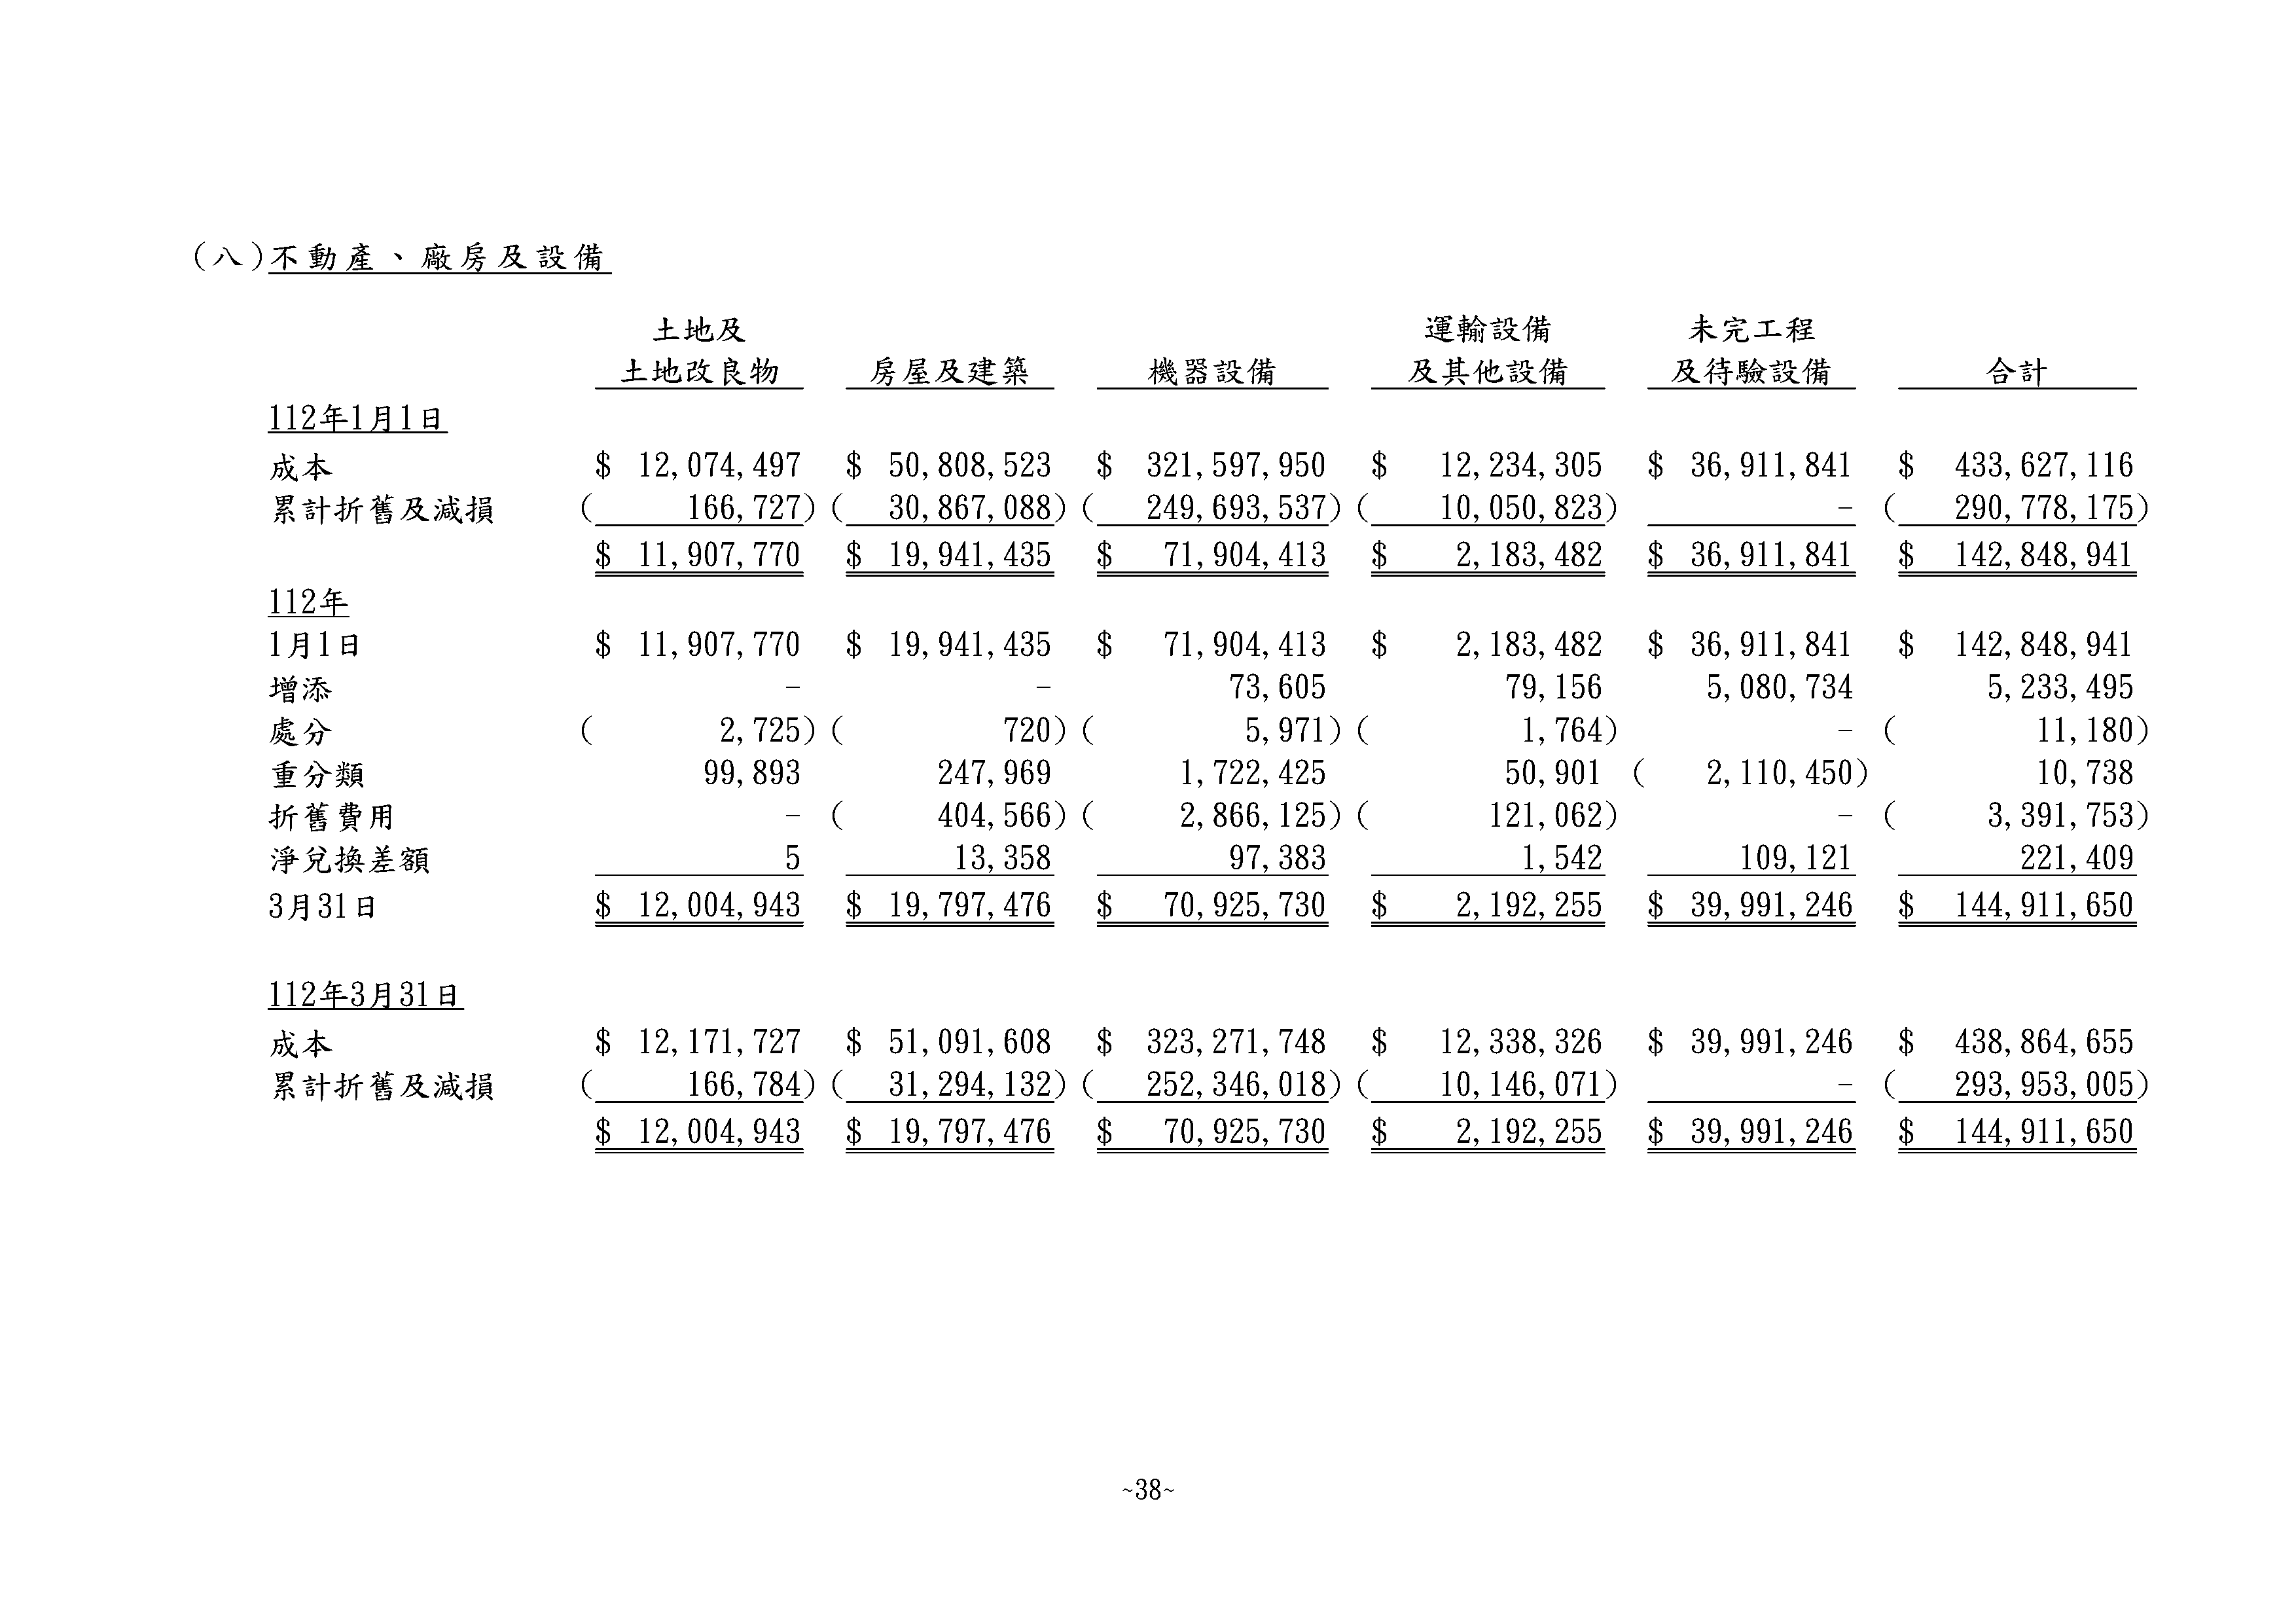 (八)不動產、廠房及設備
土地及 運輸設備 未完工程
土地改良物 房屋及建築 機器設備 及其他設備 及待驗設備 合計
112年1月1日
成本 $ 12,074,497 $ 50,808,523 $ 321,597,950 $ 12,234,305 $ 36,911,841 $ 433,627,116
累計折舊及減損 ( 166,727) ( 30,867,088) ( 249,693,537) ( 10,050,823) - ( 290,778,175)
$ 11,907,770 $ 19,941,435 $ 71,904,413 $ 2,183,482 $ 36,911,841 $ 142,848,941
112年
1月1日 $ 11,907,770 $ 19,941,435 $ 71,904,413 $ 2,183,482 $ 36,911,841 $ 142,848,941
增添 - - 73,605 79,156 5,080,734 5,233,495
處分 ( 2,725) ( 720) ( 5,971) ( 1,764) - ( 11,180)
重分類 99,893 247,969 1,722,425 50,901 ( 2,110,450) 10,738
折舊費用 - ( 404,566) ( 2,866,125) ( 121,062) - ( 3,391,753)
淨兌換差額 5 13,358 97,383 1,542 109,121 221,409
3月31日 $ 12,004,943 $ 19,797,476 $ 70,925,730 $ 2,192,255 $ 39,991,246 $ 144,911,650
112年3月31日
成本 $ 12,171,727 $ 51,091,608 $ 323,271,748 $ 12,338,326 $ 39,991,246 $ 438,864,655
累計折舊及減損 ( 166,784) ( 31,294,132) ( 252,346,018) ( 10,146,071) - ( 293,953,005)
$ 12,004,943 $ 19,797,476 $ 70,925,730 $ 2,192,255 $ 39,991,246 $ 144,911,650
~38~